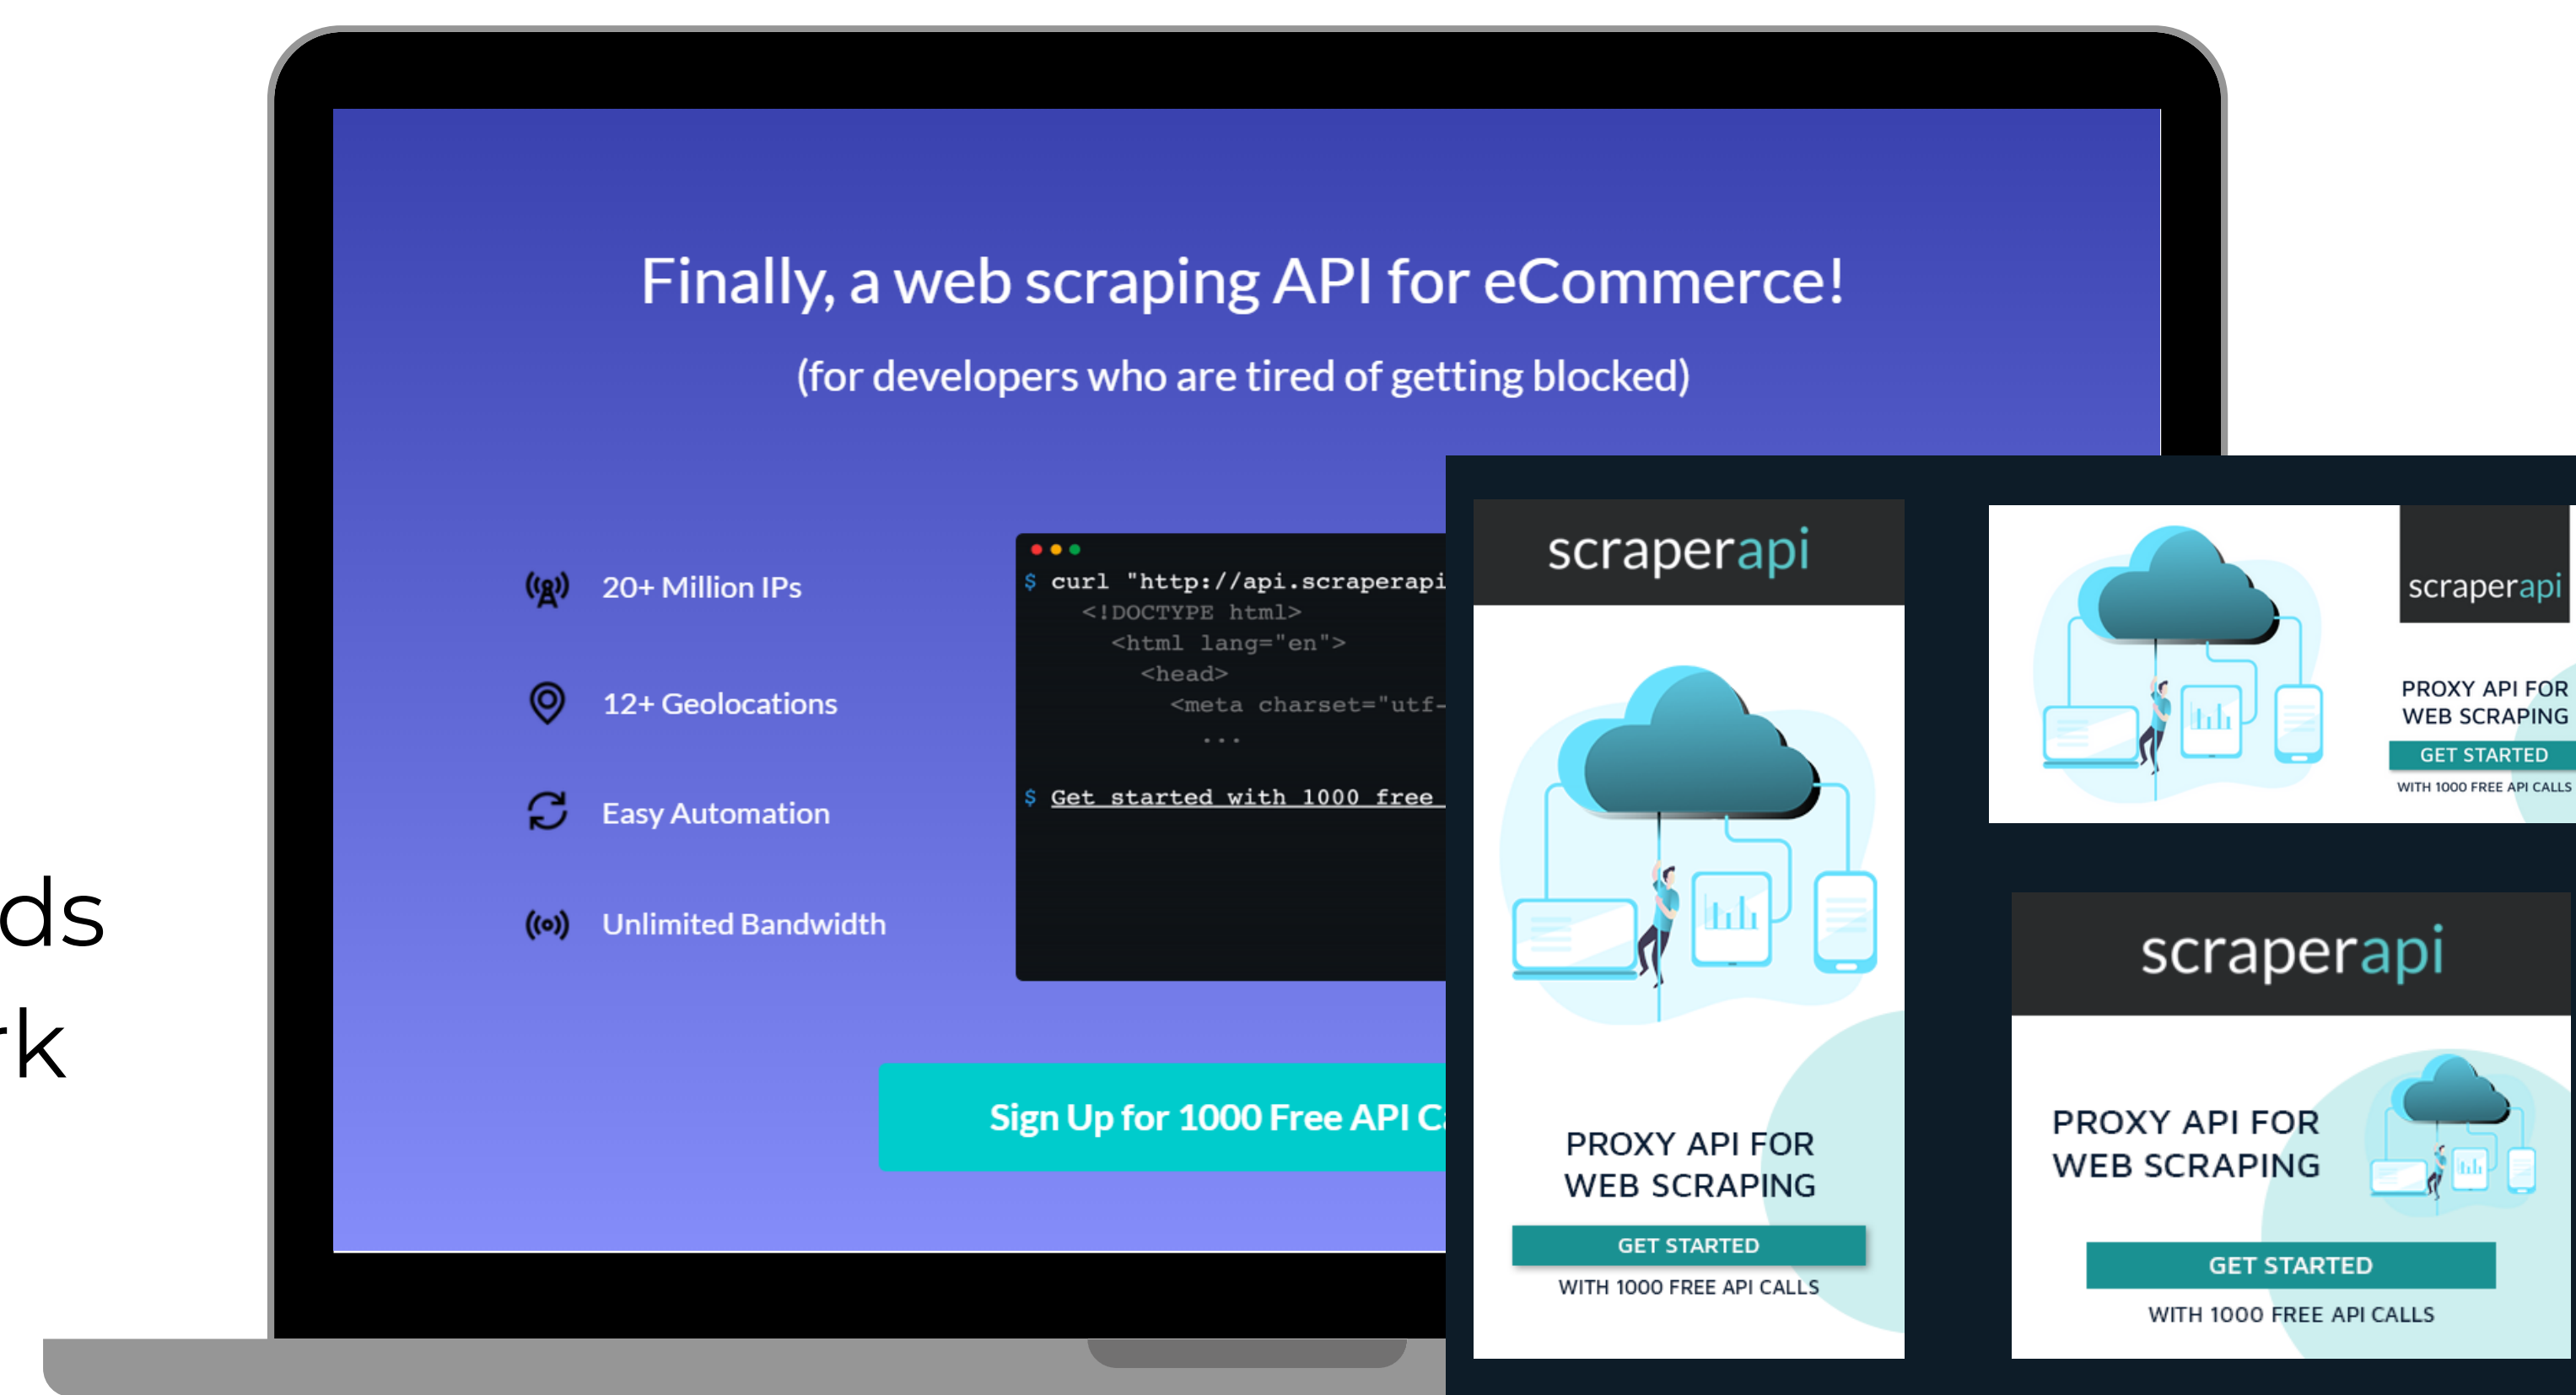 ds
rk
Finally, a web scraping API for eCommerce!
(for developers who are tired of getting blocked)
20+ Million IPs
12+ Geolocations
Easy Automation
Unlimited Bandwidth
$ curl "http://api.scraperapi
<!DOCTYPE html>
<html lang="en">
<head>
<meta charset="utf-
...
$ Get started with 1000 free
Sign Up for 1000 Free API C
scraperapi
PROXY API FOR
WEB SCRAPING
GET STARTED
WITH 1000 FREE API CALLS
scraperapi
PROXY API FOR
WEB SCRAPING
GET STARTED
WITH 1000 FREE API CALLS
scraperapi
PROXY API FOR
WEB SCRAPING
GET STARTED
WITH 1000 FREE API CALLS